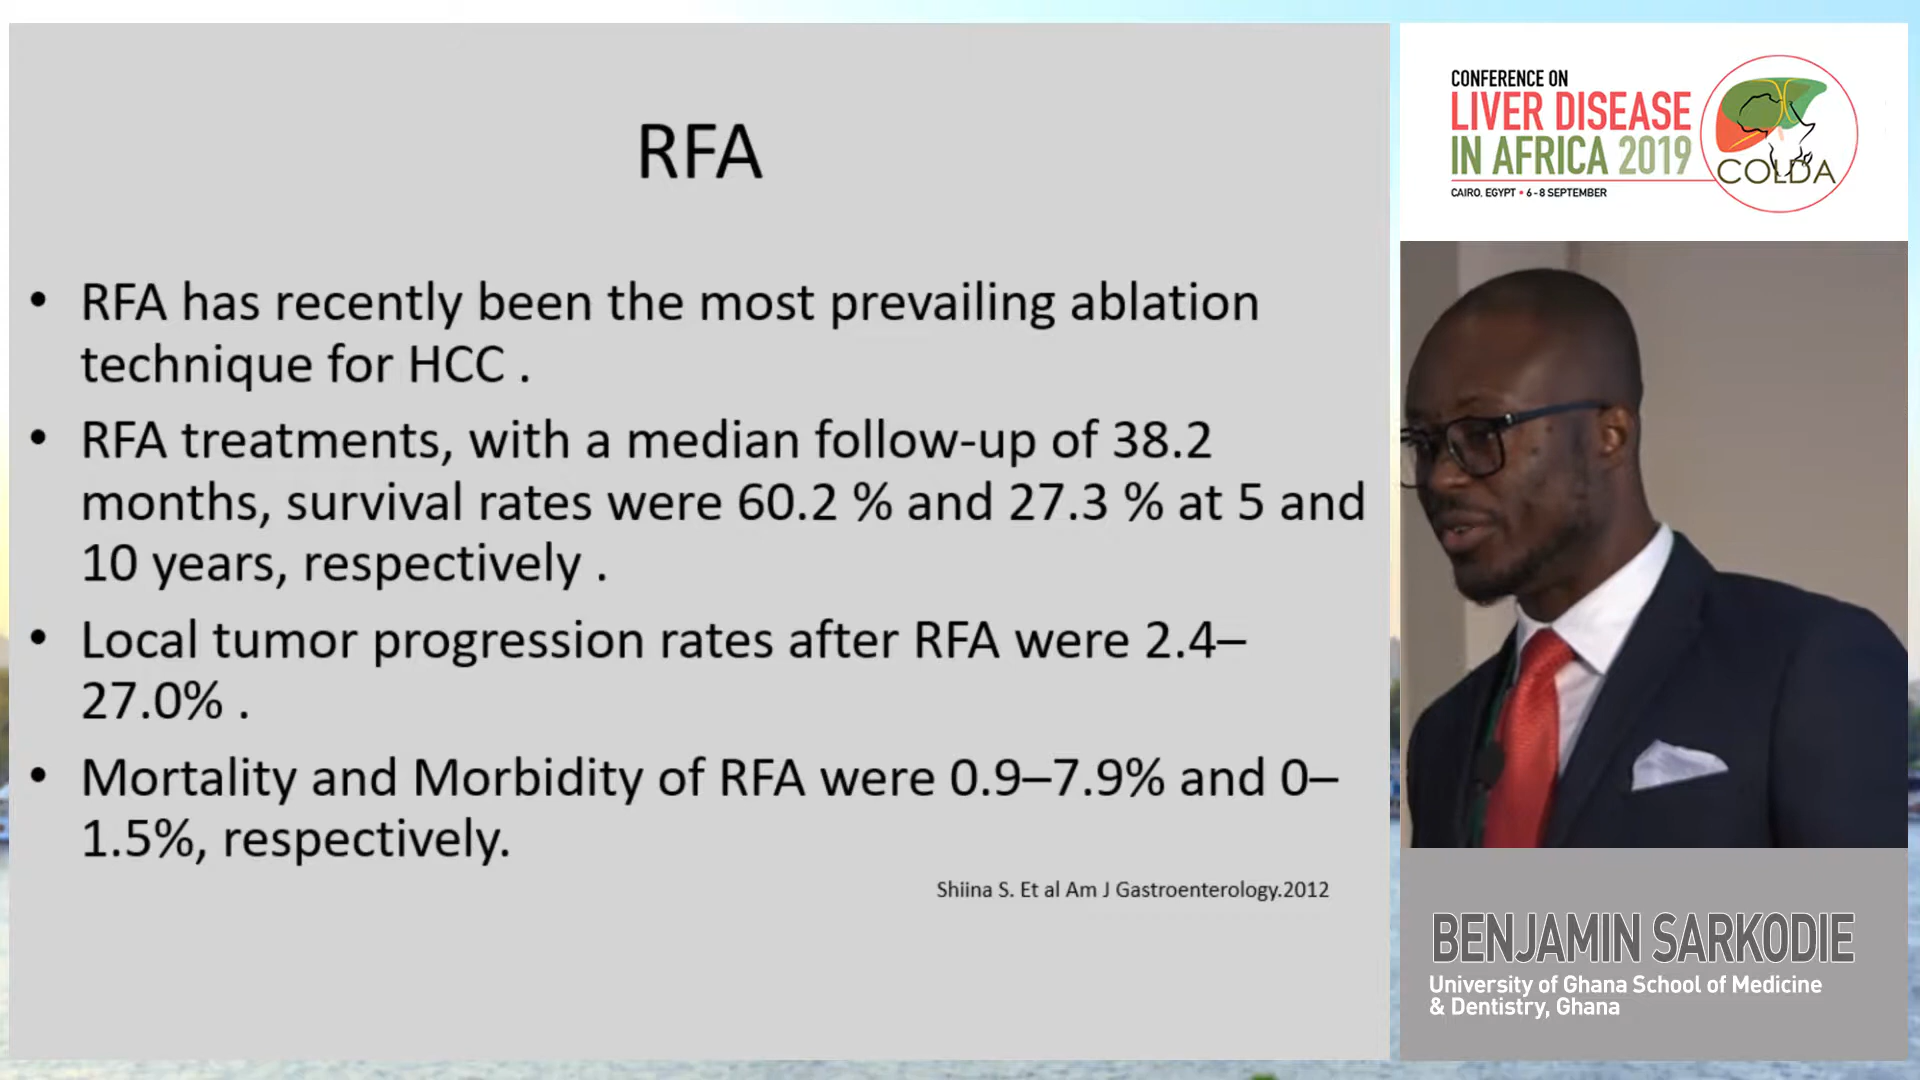 RFA
• RFA has recently been the most prevailing ablation
technique for HCC .
• RFA treatments, with a median follow-up of 38.2
months, survival rates were 60.2 % and 27.3 % at 5 and
10 years, respectively .
• Local tumor progression rates after RFA were 2.4–
27.0% .
• Mortality and Morbidity of RFA were 0.9–7.9% and 0–
1.5%, respectively.
Shiina S. Et al Am J Gastroenterology.2012
CONFERENCE ON
LIVER DISEASE
IN AFRICA 2019
CAIRO, EGYPT • 6 - 8 SEPTEMBER
COLDA
BENJAMIN SARKODIE
University of Ghana School of Medicine
& Dentistry, Ghana